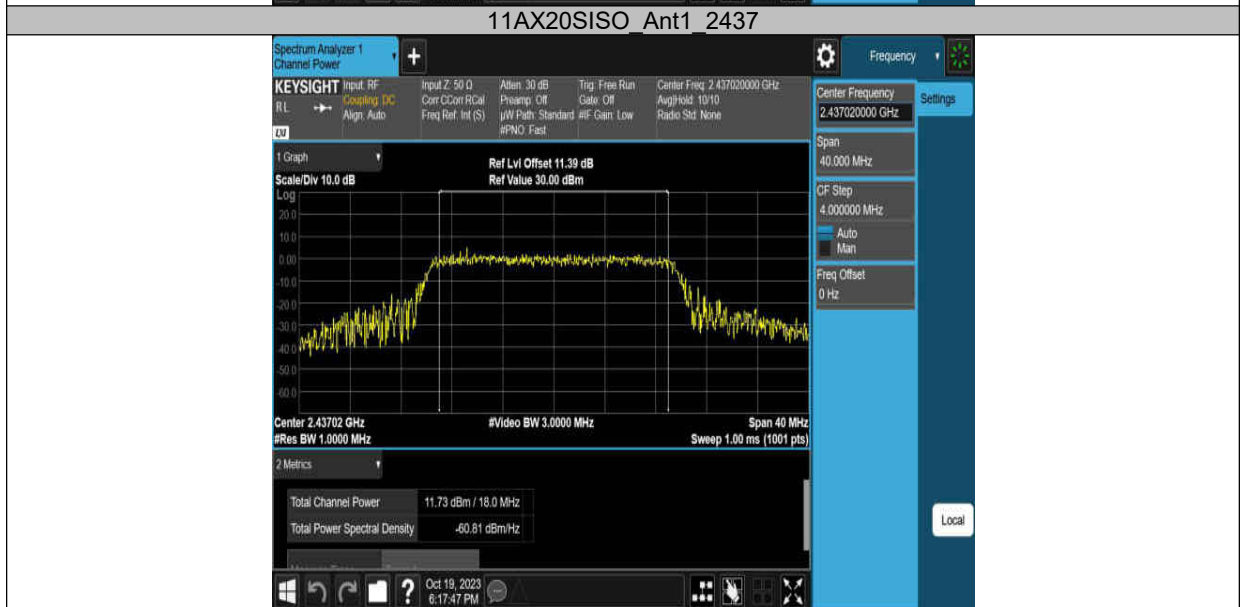 11AX20SISO_Ant1_2437
Spectrum Analyzer 1
Channel Power
+
Frequency
KEYSIGHT
RL
LXI
Input: RF
Coupling: DC
Align: Auto
Input Z: 50 Ω
Corr CCorr RCal
Freq Ref: Int (S)
Atten: 30 dB
Preamp: Off
µW Path: Standard
#PNO: Fast
Trig: Free Run
Gate: Off
#IF Gain: Low
Center Freq: 2.437020000 GHz
Avg|Hold: 10/10
Radio Std: None
Center Frequency
2.437020000 GHz
Settings
Span
40.000 MHz
CF Step
4.000000 MHz
Auto
Man
Freq Offset
0 Hz
1 Graph
Scale/Div 10.0 dB
Ref Lvl Offset 11.39 dB
Ref Value 30.00 dBm
Log
20.0
10.0
0.00
-10.0
-20.0
-30.0
-40.0
-50.0
-60.0
Center 2.43702 GHz
#Res BW 1.0000 MHz
#Video BW 3.0000 MHz
Span 40 MHz
Sweep 1.00 ms (1001 pts)
2 Metrics
Total Channel Power 11.73 dBm / 18.0 MHz
Total Power Spectral Density -60.81 dBm/Hz
Local
?
Oct 19, 2023
6:17:47 PM